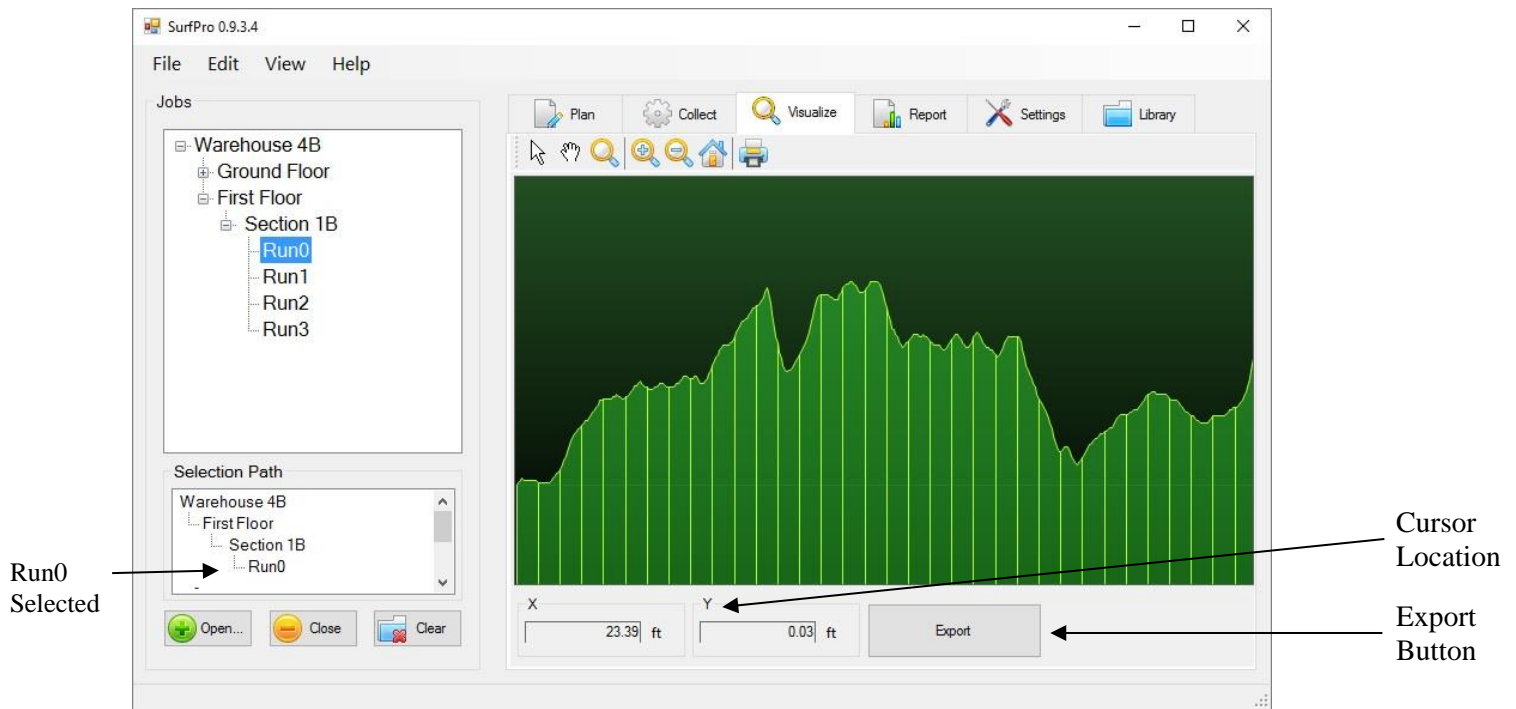 SurfPro 0.9.3.4
File Edit View Help
Jobs
Warehouse 4B
Ground Floor
First Floor
Section 1B
Run0
Run1
Run2
Run3
Selection Path
Warehouse 4B
First Floor
Section 1B
Run0
Open... Close Clear
Plan Collect Visualize Report Settings Library
X Y
23.39 ft 0.03 ft Export
Run0
Selected
Cursor
Location
Export
Button